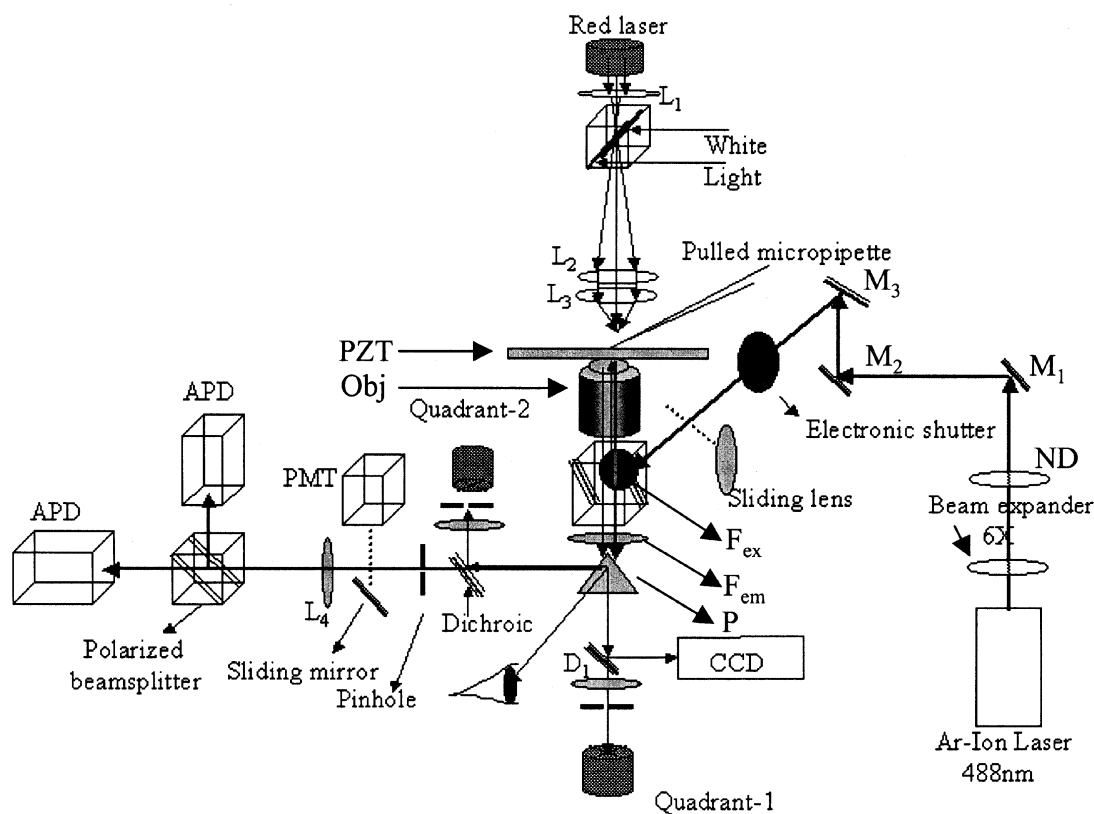 Red laser
L1
White
Light
L2
L3
Pulled micropipette
M3
PZT
M2
M1
Obj
APD
Quadrant-2
Electronic shutter
PMT
ND
Sliding lens
Beam expander
6X
APD
Fex
Fem
L4
Dichroic
P
Polarized
beamsplitter
Sliding mirror
Pinhole
D1
CCD
Ar-Ion Laser
488nm
Quadrant-1